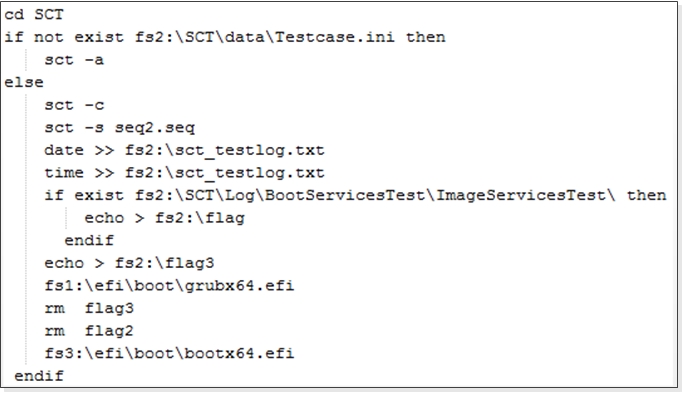 cd SCT
if not exist fs2:\SCT\data\Testcase.ini then
sct -a
else
sct -c
sct -s seq2.seq
date >> fs2:\sct_testlog.txt
time >> fs2:\sct_testlog.txt
if exist fs2:\SCT\Log\BootServicesTest\ImageServicesTest\ then
echo > fs2:\flag
endif
echo > fs2:\flag3
fs1:\efi\boot\grubx64.efi
rm  flag3
rm  flag2
fs3:\efi\boot\bootx64.efi
endif